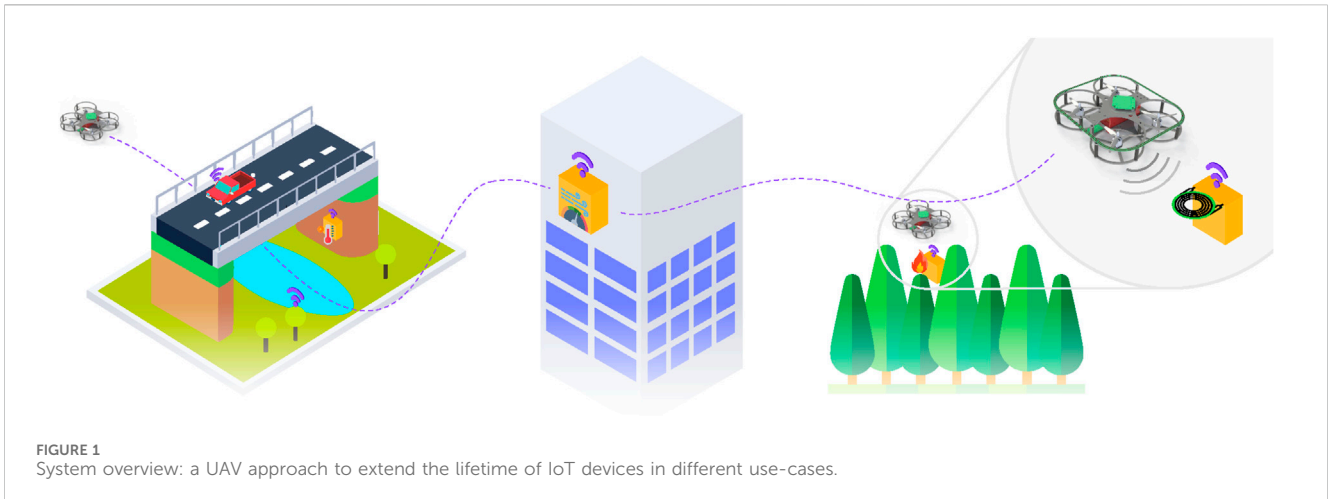 FIGURE 1
System overview: a UAV approach to extend the lifetime of IoT devices in different use-cases.